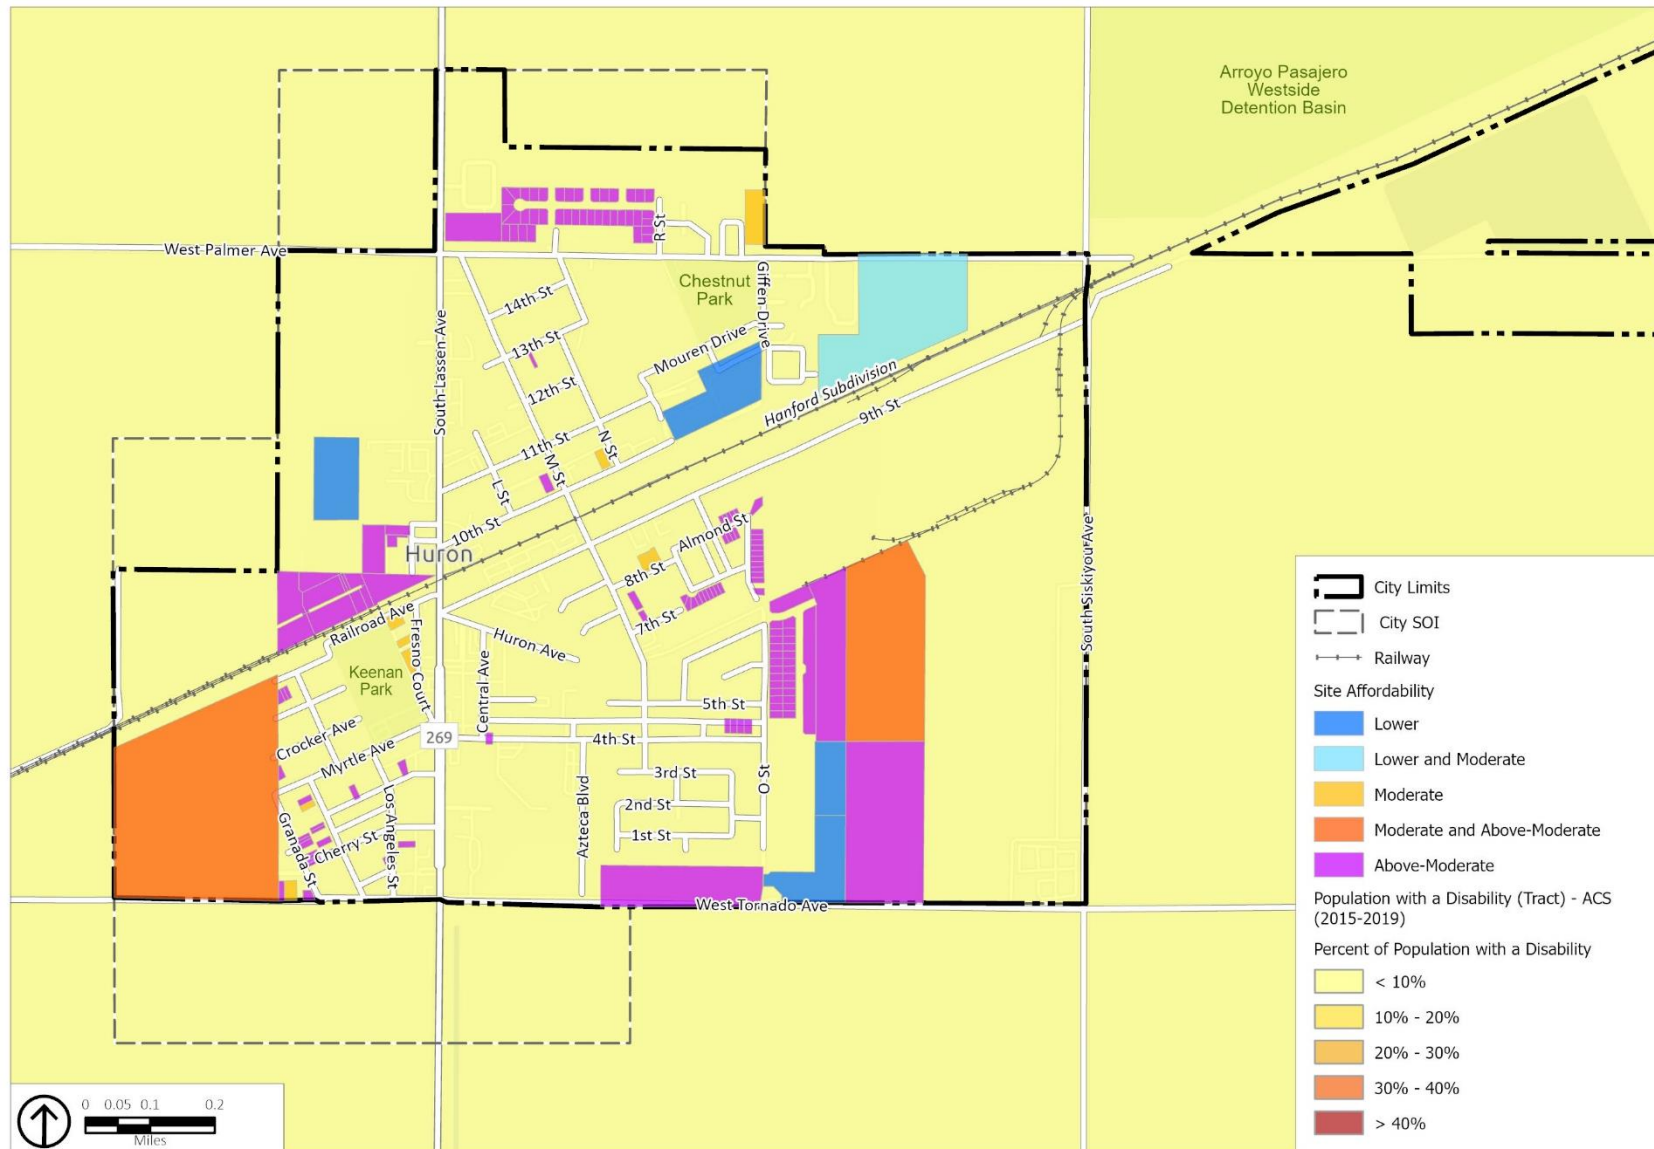 Arroyo Pasajero
Westside
Detention Basin
West Palmer Ave
R St
Chestnut
Park
Giffen Drive
14th St
South Lassen Ave
13th St
Mouren Drive
12th St
Hanford Subdivision
9th St
11th St
N St
M St
L St
10th St
Huron
Almond St
8th St
7th St
South Siskiyou Ave
Railroad Ave
Fresno Court
Huron Ave
Keenan
Park
Central Ave
5th St
269
4th St
Crocker Ave
Myrtle Ave
3rd St
O St
Azteca Blvd
2nd St
Los Angeles St
1st St
Granada St
Cherry St
West Tornado Ave
City Limits
City SOI
Railway
Site Affordability
Lower
Lower and Moderate
Moderate
Moderate and Above-Moderate
Above-Moderate
Population with a Disability (Tract) - ACS
(2015-2019)
Percent of Population with a Disability
< 10%
10% - 20%
20% - 30%
30% - 40%
> 40%
0 0.05 0.1 0.2
Miles